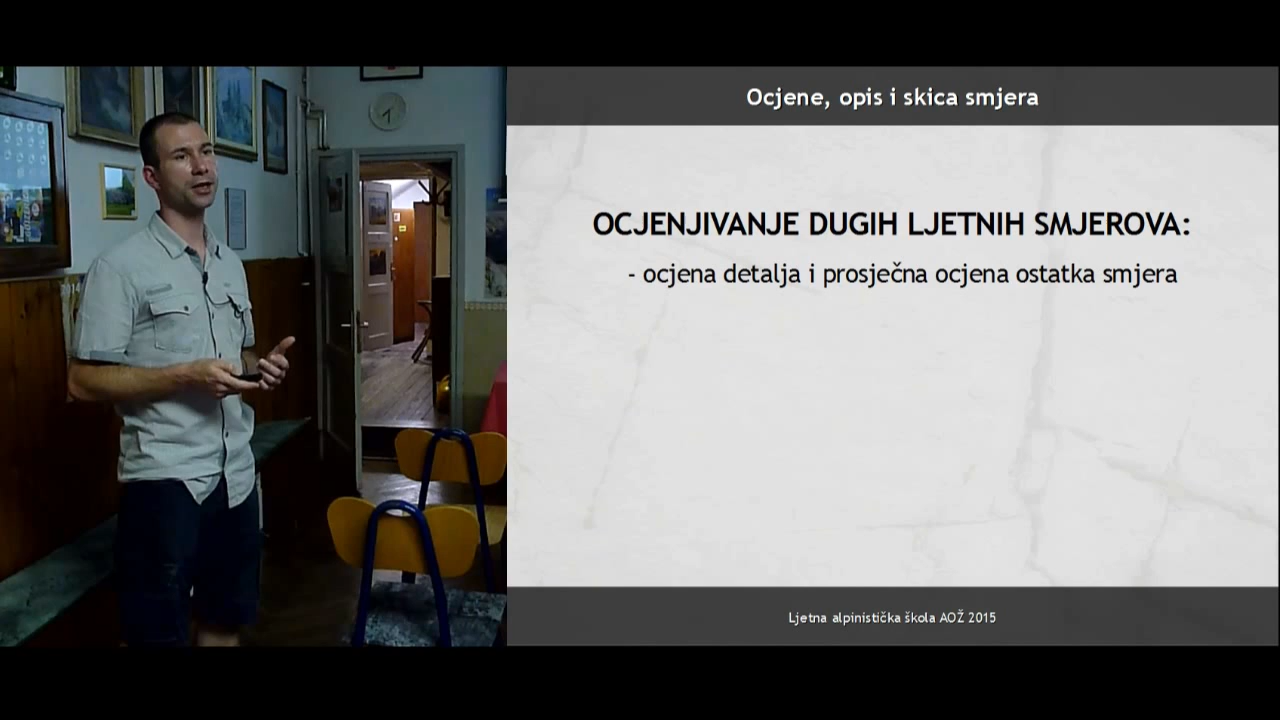 Ocjene, opis i skica smjera
OCJENJIVANJE DUGIH LJETNIH SMJEROVA:
- ocjena detalja i prosječna ocjena ostatka smjera
Ljetna alpinistička škola AOŽ 2015